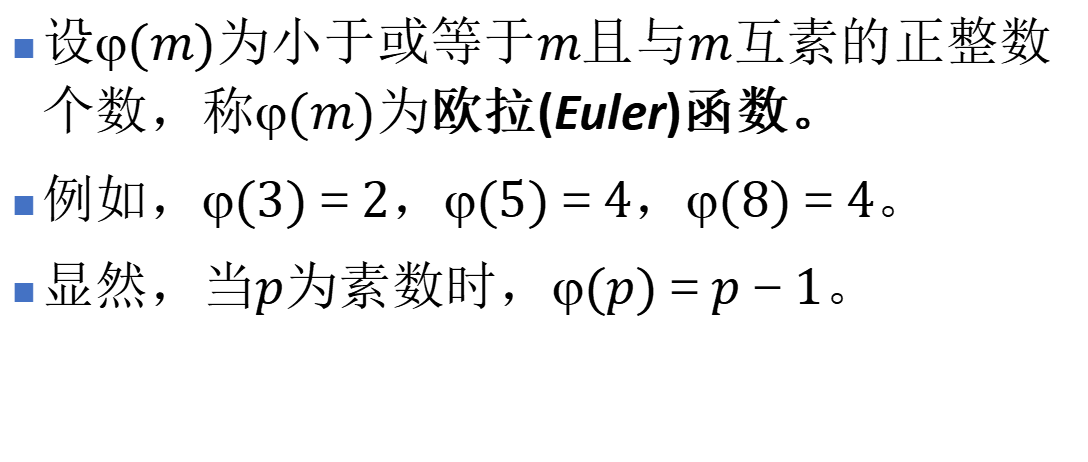 设φ(m)为小于或等于m且与m互素的正整数
个数，称φ(m)为欧拉(Euler)函数。
例如，φ(3) = 2，φ(5) = 4，φ(8) = 4。
显然，当p为素数时，φ(p) = p − 1。